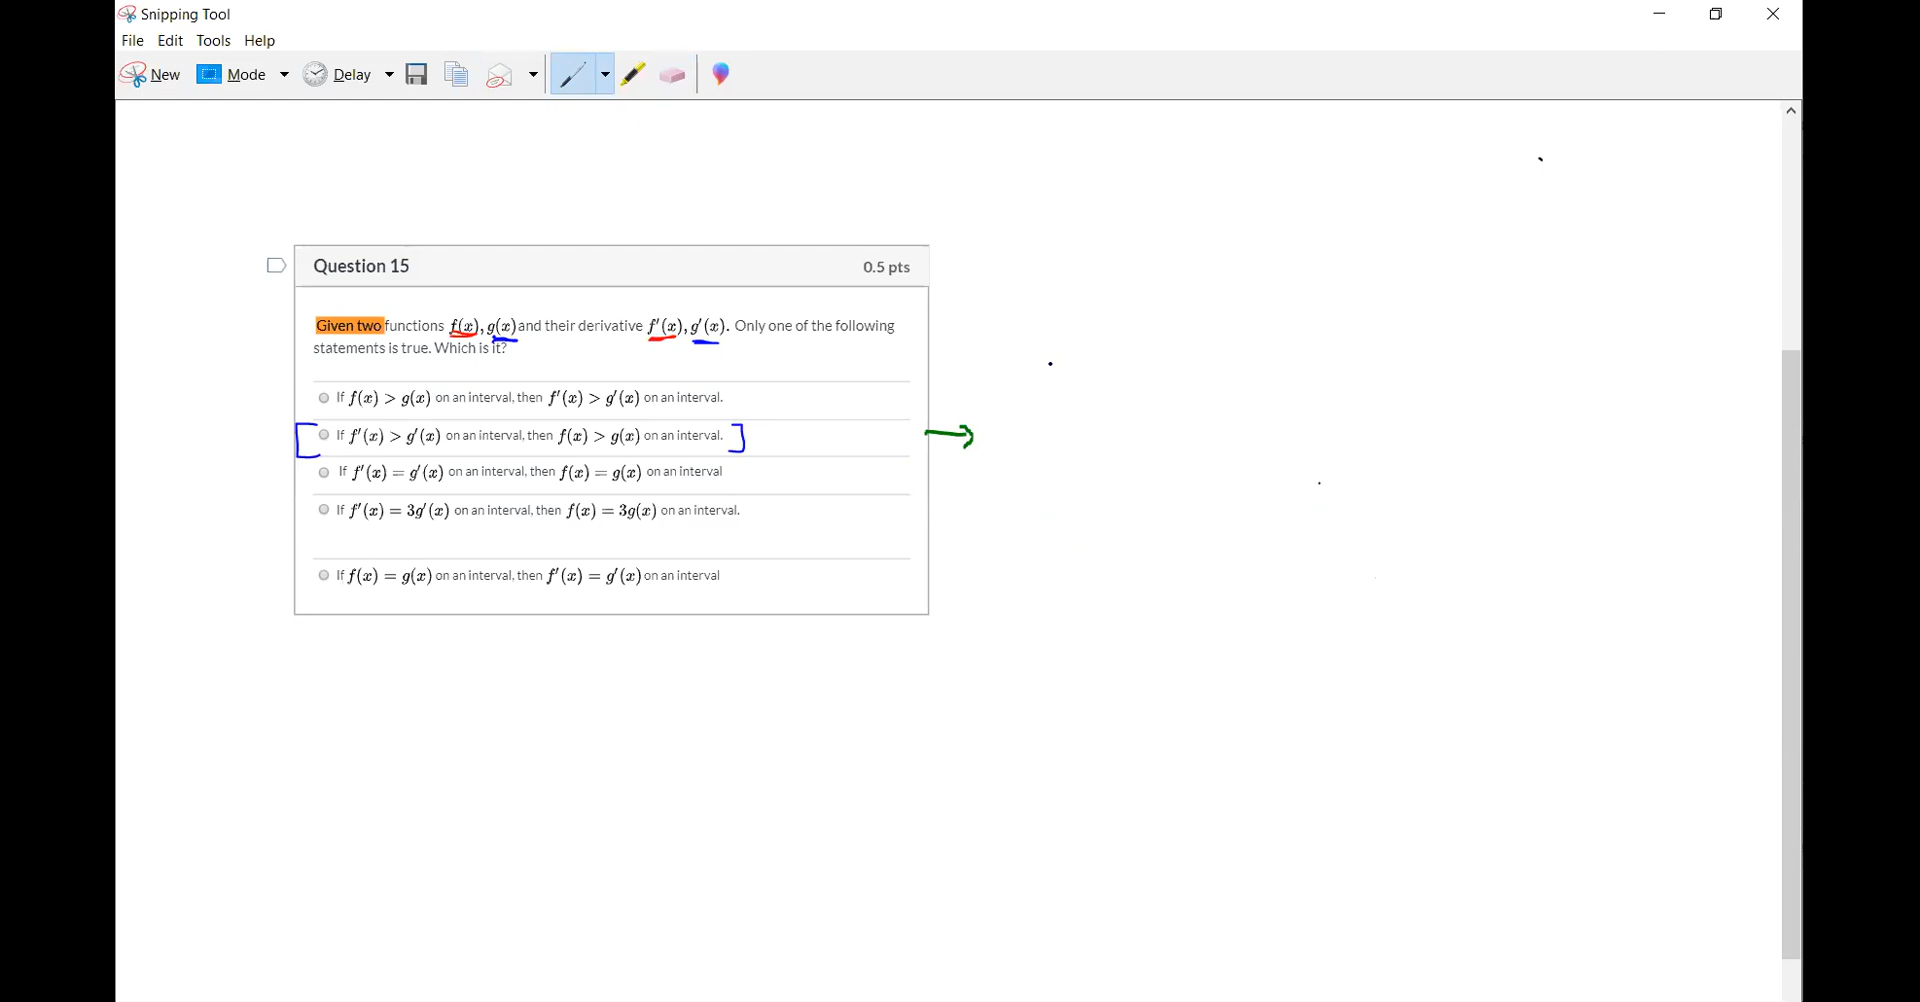 Snipping Tool
File Edit Tools Help
New Mode Delay
Question 15 0.5 pts
Given two functions f(x), g(x) and their derivative f′(x), g′(x). Only one of the following
statements is true. Which is it?
If f(x) > g(x) on an interval, then f′(x) > g′(x) on an interval.
If f′(x) > g′(x) on an interval, then f(x) > g(x) on an interval.
If f′(x) = g′(x) on an interval, then f(x) = g(x) on an interval
If f′(x) = 3g′(x) on an interval, then f(x) = 3g(x) on an interval.
If f(x) = g(x) on an interval, then f′(x) = g′(x) on an interval